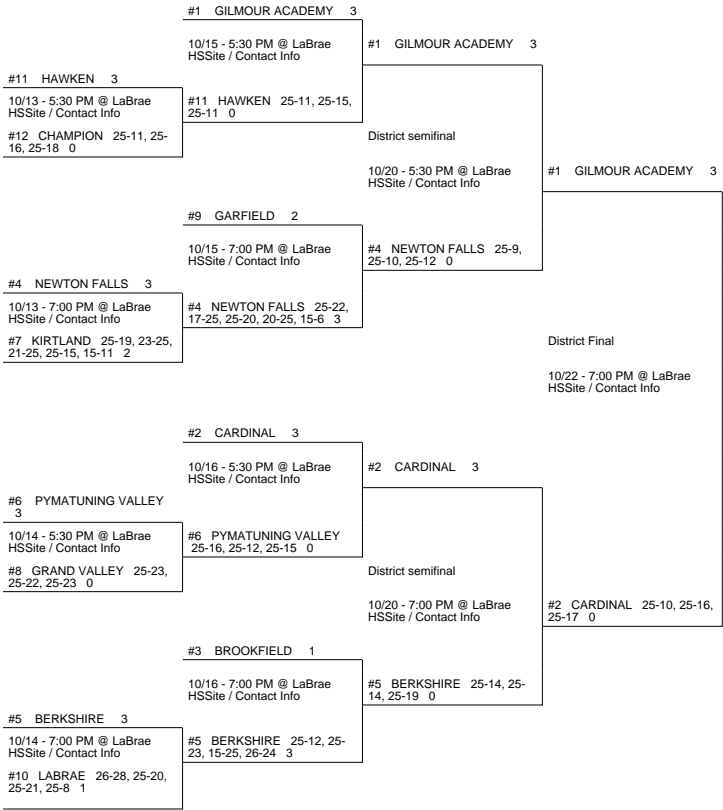 #1 GILMOUR ACADEMY 3
10/15 - 5:30 PM @ LaBrae
HSSite / Contact Info
#1 GILMOUR ACADEMY 3
#11 HAWKEN 3
10/13 - 5:30 PM @ LaBrae
HSSite / Contact Info
#11 HAWKEN 25-11, 25-15,
25-11 0
#12 CHAMPION 25-11, 25-
16, 25-18 0
District semifinal
10/20 - 5:30 PM @ LaBrae
HSSite / Contact Info
#1 GILMOUR ACADEMY 3
#9 GARFIELD 2
10/15 - 7:00 PM @ LaBrae
HSSite / Contact Info
#4 NEWTON FALLS 25-9,
25-10, 25-12 0
#4 NEWTON FALLS 3
10/13 - 7:00 PM @ LaBrae
HSSite / Contact Info
#4 NEWTON FALLS 25-22,
17-25, 25-20, 20-25, 15-6 3
#7 KIRTLAND 25-19, 23-25,
21-25, 25-15, 15-11 2
District Final
10/22 - 7:00 PM @ LaBrae
HSSite / Contact Info
#2 CARDINAL 3
10/16 - 5:30 PM @ LaBrae
HSSite / Contact Info
#2 CARDINAL 3
#6 PYMATUNING VALLEY
3
10/14 - 5:30 PM @ LaBrae
HSSite / Contact Info
#6 PYMATUNING VALLEY
25-16, 25-12, 25-15 0
#8 GRAND VALLEY 25-23,
25-22, 25-23 0
District semifinal
10/20 - 7:00 PM @ LaBrae
HSSite / Contact Info
#2 CARDINAL 25-10, 25-16,
25-17 0
#3 BROOKFIELD 1
10/16 - 7:00 PM @ LaBrae
HSSite / Contact Info
#5 BERKSHIRE 25-14, 25-
14, 25-19 0
#5 BERKSHIRE 3
10/14 - 7:00 PM @ LaBrae
HSSite / Contact Info
#5 BERKSHIRE 25-12, 25-
23, 15-25, 26-24 3
#10 LABRAE 26-28, 25-20,
25-21, 25-8 1